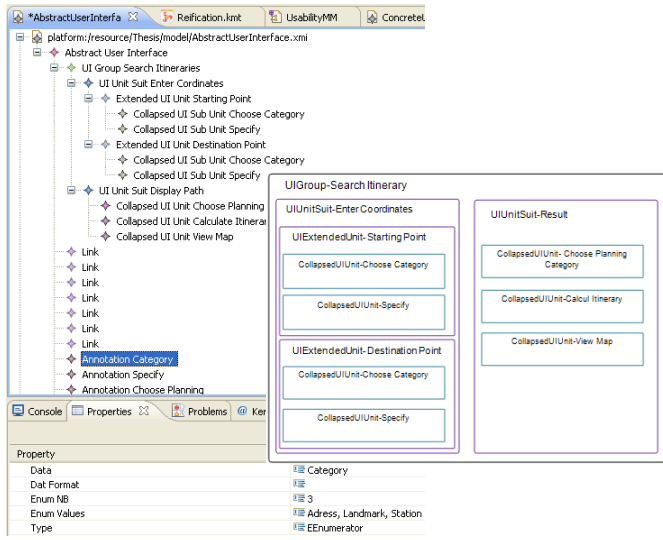 *AbstractUserInterfa
Reification.kmt
UsabilityMM
platform:/resource/Thesis/model/AbstractUserInterface.xmi
Abstract User Interface
UI Group Search Itineraries
UI Unit Suit Enter Cordinates
Extended UI Unit Starting Point
Collapsed UI Sub Unit Choose Category
Collapsed UI Sub Unit Specify
Extended UI Unit Destination Point
Collapsed UI Sub Unit Choose Category
Collapsed UI Sub Unit Specify
UI Unit Suit Display Path
Collapsed UI Unit Choose Planning
Collapsed UI Unit Calculate Itinerar
Collapsed UI Unit View Map
Link
Link
Link
Link
Link
Link
Link
Annotation Category
Annotation Specify
Annotation Choose Planning
UIGroup-Search Itinerary
UIUnitSuit-Enter Coordinates
UIExtendedUnit- Starting Point
CollapsedUIUnit-Choose Category
CollapsedUIUnit-Specify
UIExtendedUnit- Destination Point
CollapsedUIUnit-Choose Category
CollapsedUIUnit-Specify
UIUnitSuit-Result
CollapsedUIUnit- Choose Planning
Category
CollapsedUIUnit-Calcul Itinerary
CollapsedUIUnit-View Map
Console
Properties
Problems
@ Ker
Property
Data
Category
Dat Format
Enum NB
3
Enum Values
Adress, Landmark, Station
Type
EEnumerator